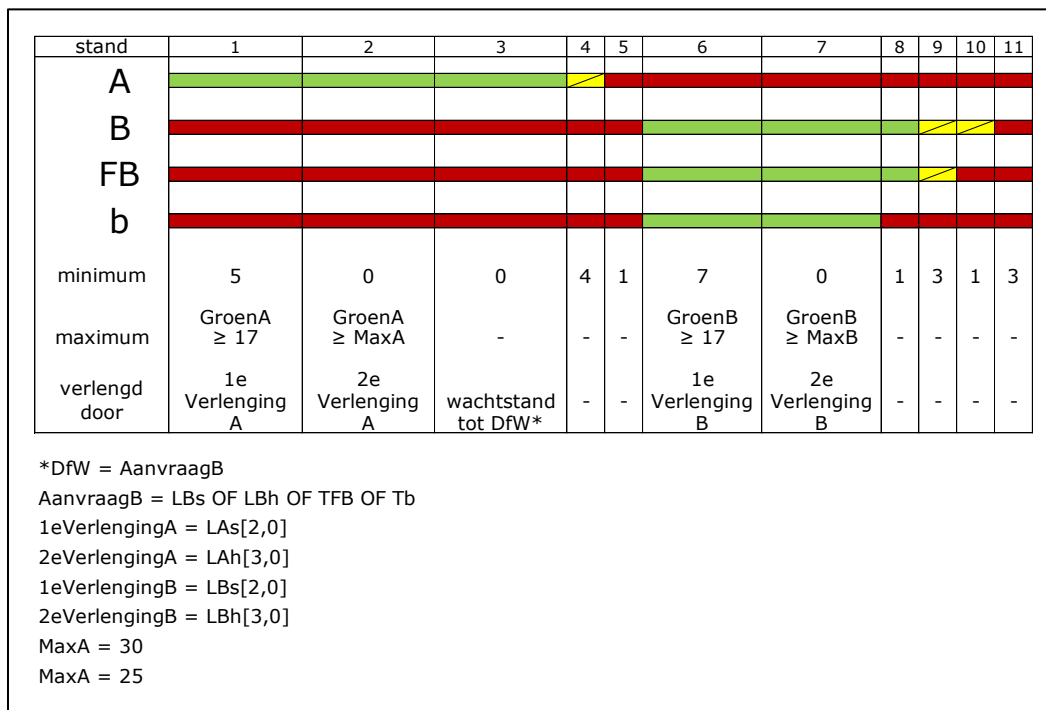 stand 1 2 3 4 5 6 7 8 9 10 11
A
B
FB
b
minimum 5 0 0 4 1 7 0 1 3 1 3
maximum GroenA ≥ 17 GroenA ≥ MaxA - - - GroenB ≥ 17 GroenB ≥ MaxB - - - -
verlengd door 1e Verlenging A 2e Verlenging A wachtstand tot DfW* - - 1e Verlenging B 2e Verlenging B - - - -
*DfW = AanvraagB
AanvraagB = LBs OF LBh OF TFB OF Tb
1eVerlengingA = LAs[2,0]
2eVerlengingA = LAh[3,0]
1eVerlengingB = LBs[2,0]
2eVerlengingB = LBh[3,0]
MaxA = 30
MaxA = 25